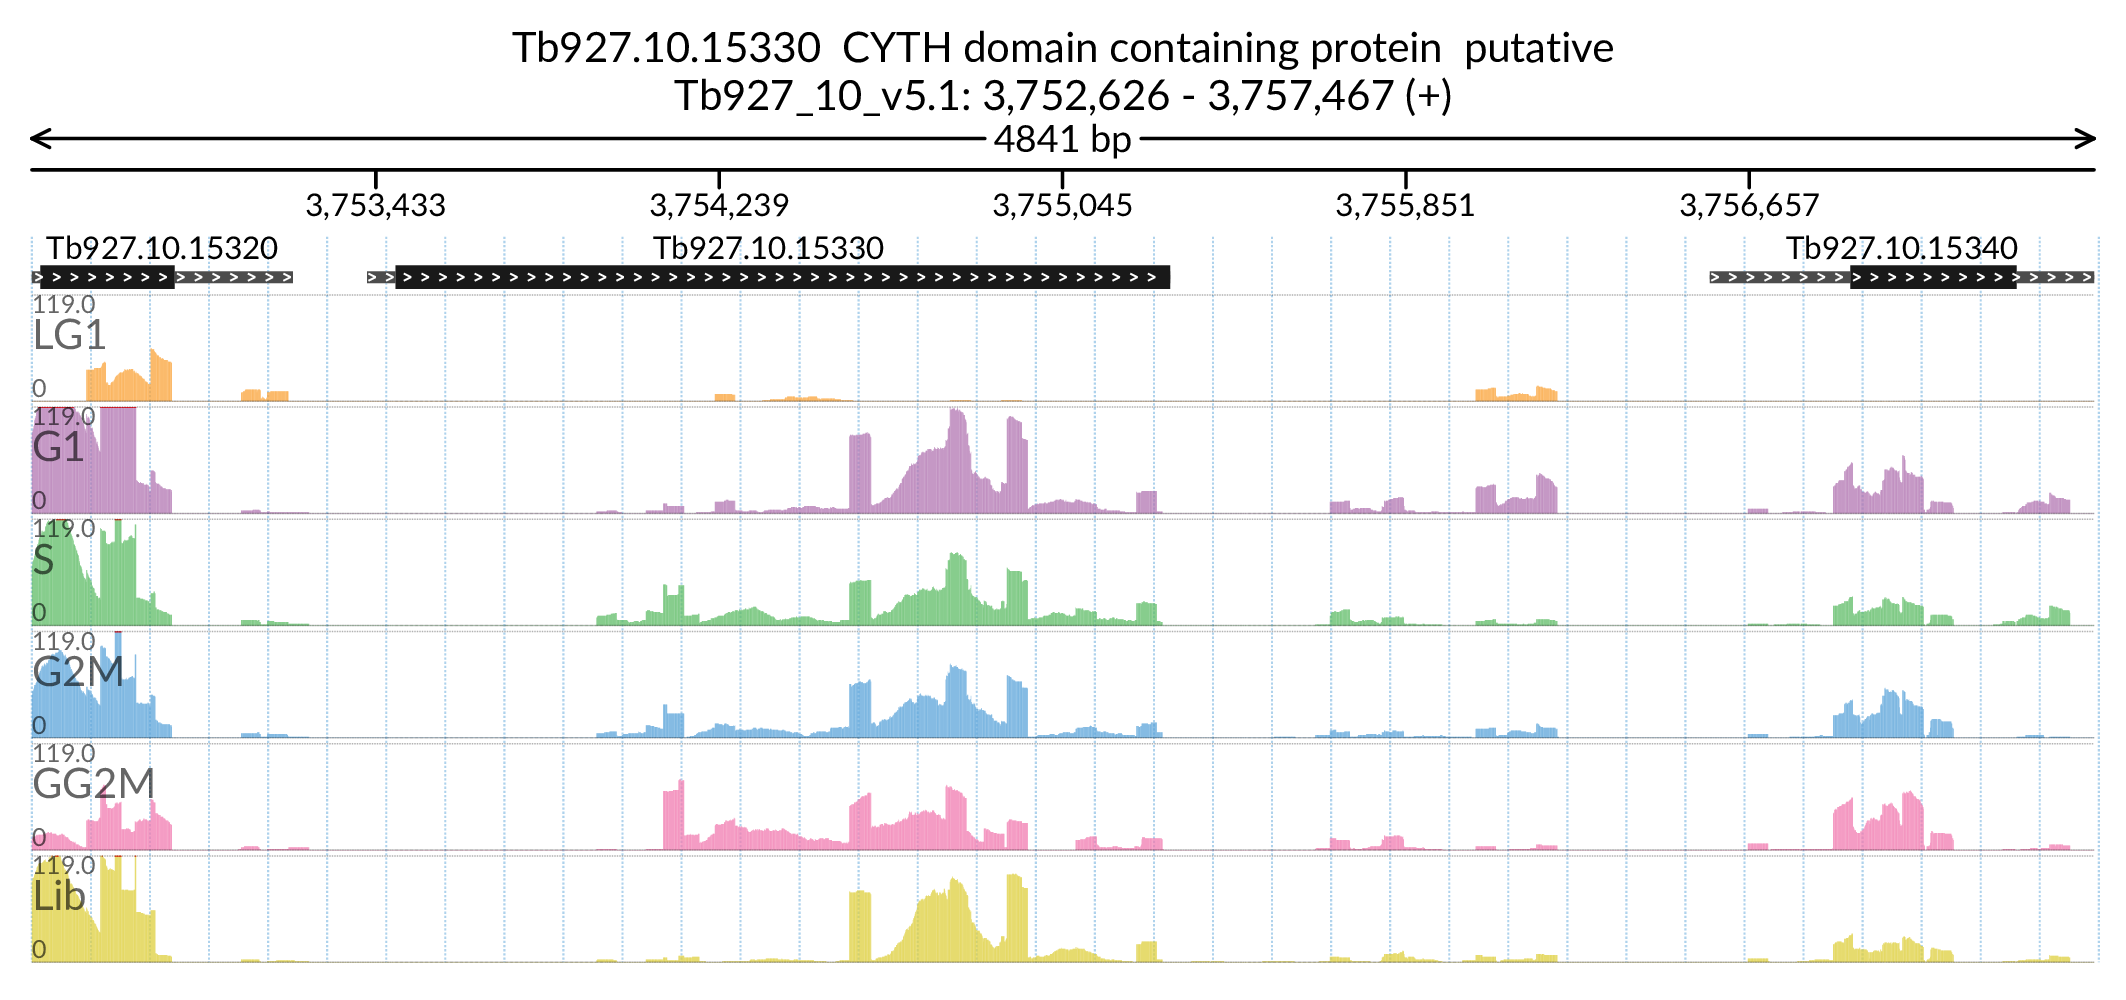 Tb927.10.15330  CYTH domain containing protein  putative
Tb927_10_v5.1: 3,752,626 - 3,757,467 (+)
4841 bp
3,753,433 3,754,239 3,755,045 3,755,851 3,756,657
Tb927.10.15320 Tb927.10.15330 Tb927.10.15340
119.0
LG1
0
119.0
G1
0
119.0
S
0
119.0
G2M
0
119.0
GG2M
0
119.0
Lib
0